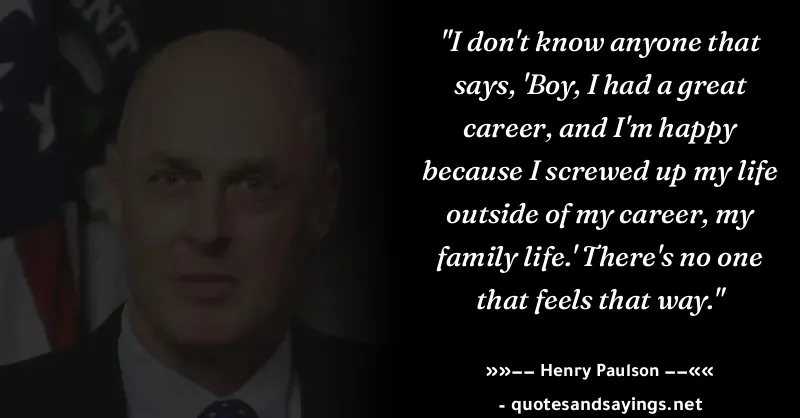 ENT
"I don't know anyone that
says, 'Boy, I had a great
career, and I'm happy
because I screwed up my life
outside of my career, my
family life.' There's no one
that feels that way."
»»−− Henry Paulson −−««
- quotesandsayings.net